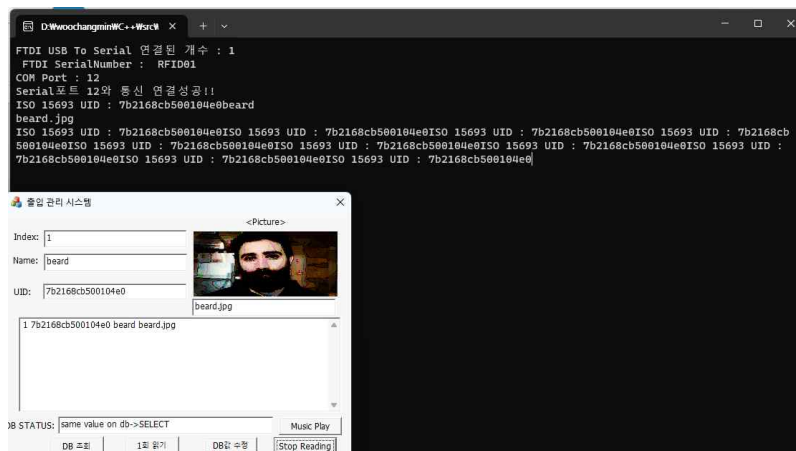 D:₩woochangmin₩C++₩src₩
FTDI USB To Serial 연결된 개수 : 1
FTDI SerialNumber : RFID01
COM Port : 12
Serial포트 12와 통신 연결성공!!
ISO 15693 UID : 7b2168cb500104e0beard
beard.jpg
ISO 15693 UID : 7b2168cb500104e0ISO 15693 UID : 7b2168cb500104e0ISO 15693 UID : 7b2168cb500104e0ISO 15693 UID : 7b2168cb
500104e0ISO 15693 UID : 7b2168cb500104e0ISO 15693 UID : 7b2168cb500104e0ISO 15693 UID : 7b2168cb500104e0ISO 15693 UID :
7b2168cb500104e0ISO 15693 UID : 7b2168cb500104e0ISO 15693 UID : 7b2168cb500104e0
출입 관리 시스템
<Picture>
Index: 1
Name: beard
UID: 7b2168cb500104e0
beard.jpg
1 7b2168cb500104e0 beard beard.jpg
DB STATUS: same value on db->SELECT
Music Play
DB 조회 1회 읽기 DB값 수정 Stop Reading